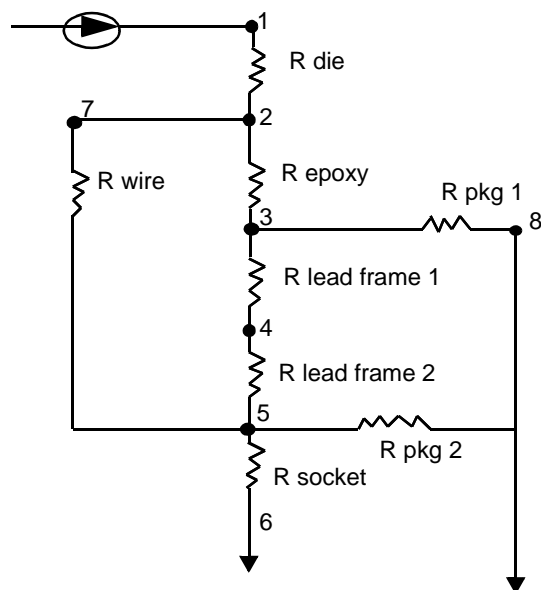 1
R die
7
2
R wire
R epoxy
R pkg 1
3
8
R lead frame 1
4
R lead frame 2
5
R pkg 2
R socket
6